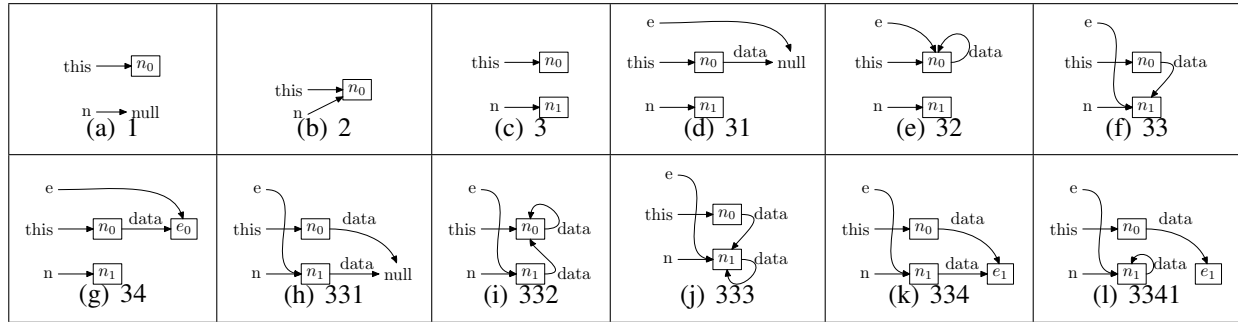 this n₀
n null
(a) 1
this n₀
n
(b) 2
this n₀
n n₁
(c) 3
e
this n₀ data null
n n₁
(d) 31
e
this n₀ data
n n₁
(e) 32
e
this n₀ data
n n₁
(f) 33
e
this n₀ data e₀
n n₁
(g) 34
e
data
this n₀
n n₁ data null
(h) 331
e
this n₀ data
n n₁ data
(i) 332
e
this n₀ data
n n₁ data
(j) 333
e
data
this n₀
n n₁ data e₁
(k) 334
e
data
this n₀
n n₁ data e₁
(l) 3341